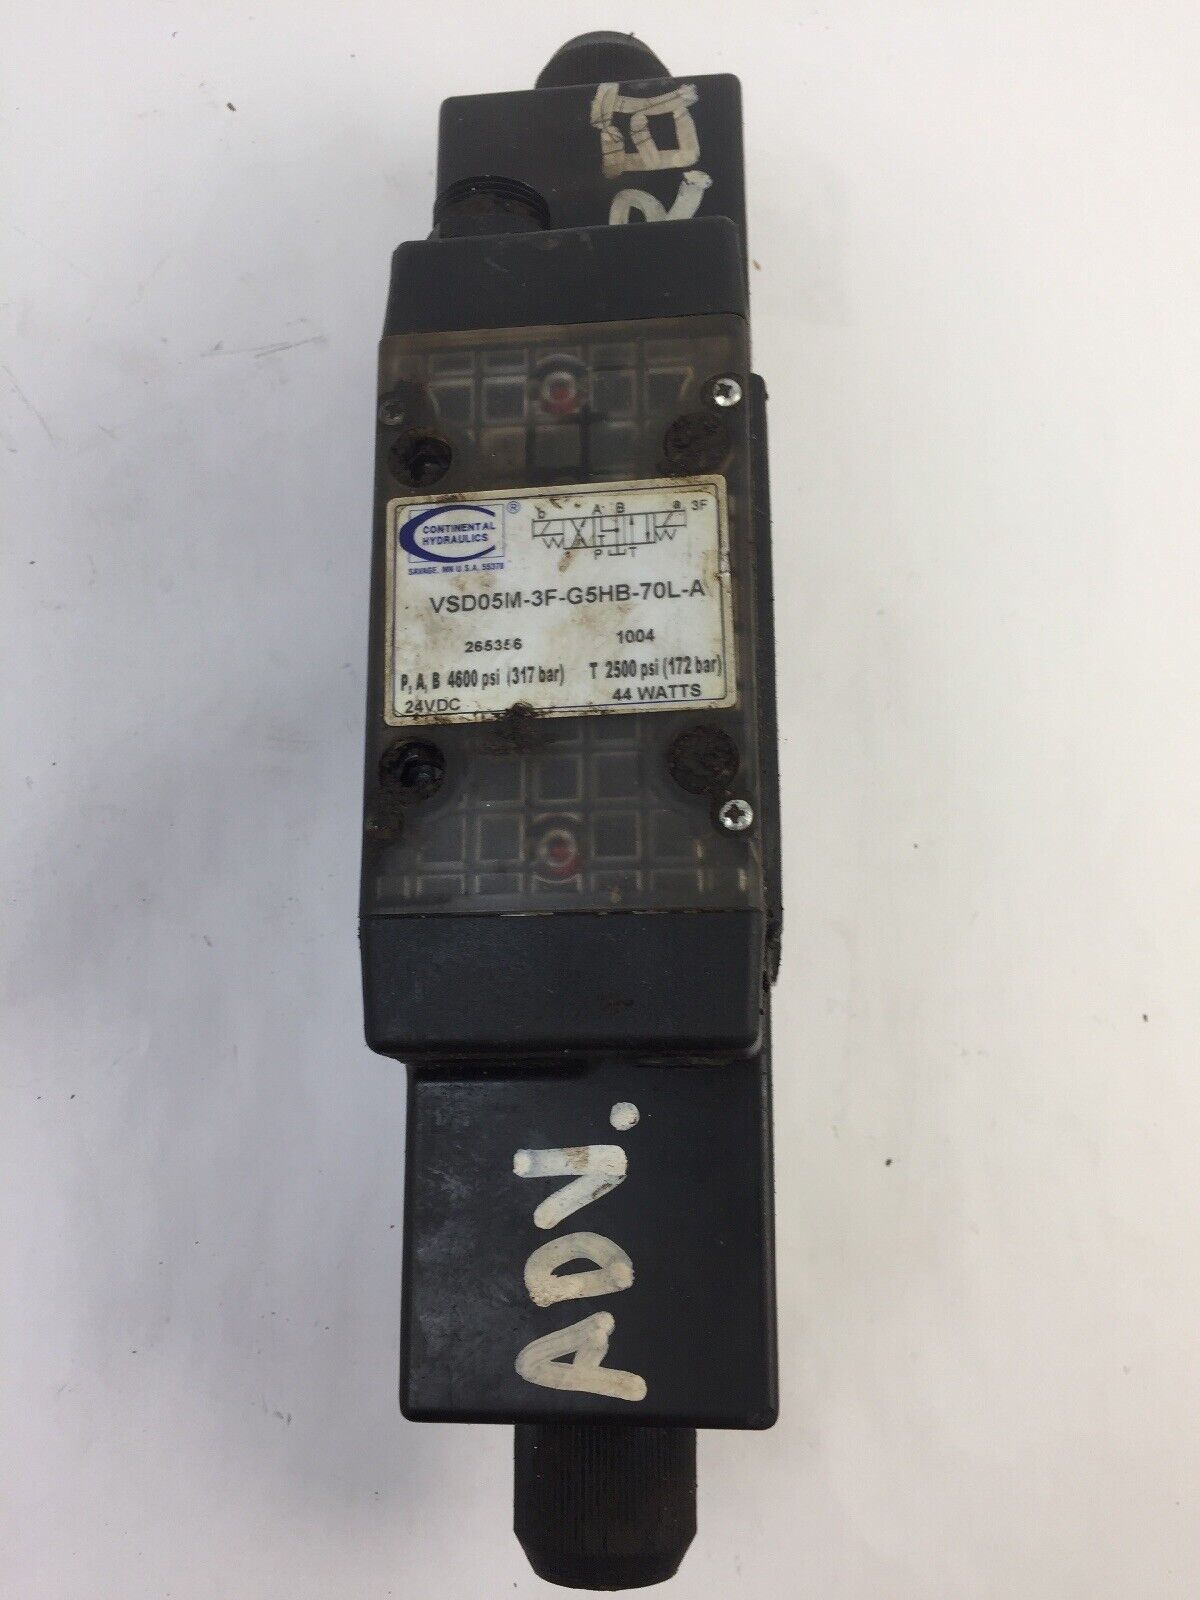 RE
CONTINENTAL
HYDRAULICS
®
SAVAGE, MN U.S.A. 55378
b A B a 3F
T
P T
VSD05M-3F-G5HB-70L-A
265356 1004
P, A, B 4600 psi (317 bar) T 2500 psi (172 bar)
24VDC 44 WATTS
ADV.